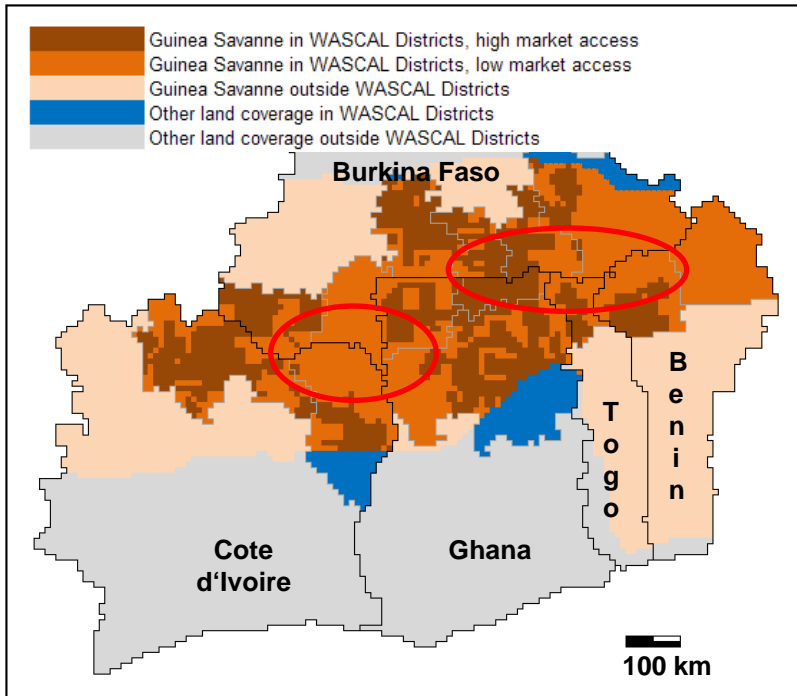 Guinea Savanne in WASCAL Districts, high market access
Guinea Savanne in WASCAL Districts, low market access
Guinea Savanne outside WASCAL Districts
Other land coverage in WASCAL Districts
Other land coverage outside WASCAL Districts
Burkina Faso
Benin
Togo
Cote
d‘Ivoire
Ghana
100 km